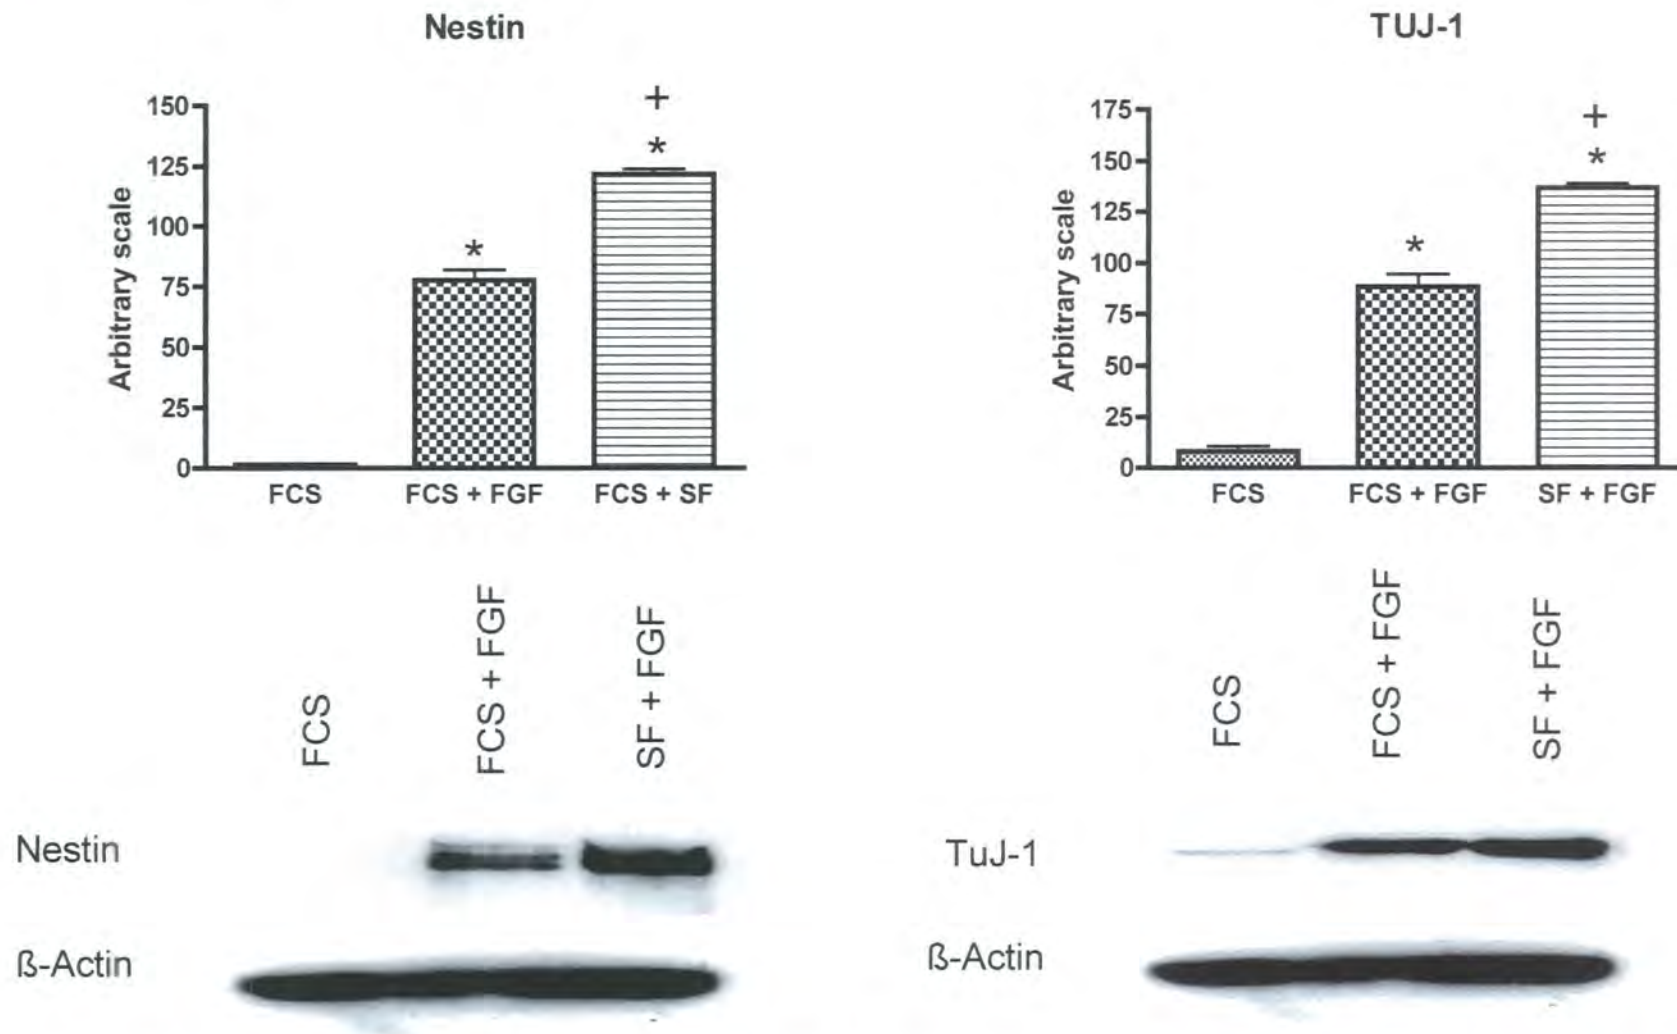 Nestin
150
125
100
75
50
25
0
Arbitrary scale
+
*
*
FCS
FCS + FGF
FCS + SF
TUJ-1
175
150
125
100
75
50
25
0
Arbitrary scale
+
*
*
FCS
FCS + FGF
SF + FGF
FCS
FCS + FGF
SF + FGF
Nestin
ß-Actin
FCS
FCS + FGF
SF + FGF
TuJ-1
ß-Actin